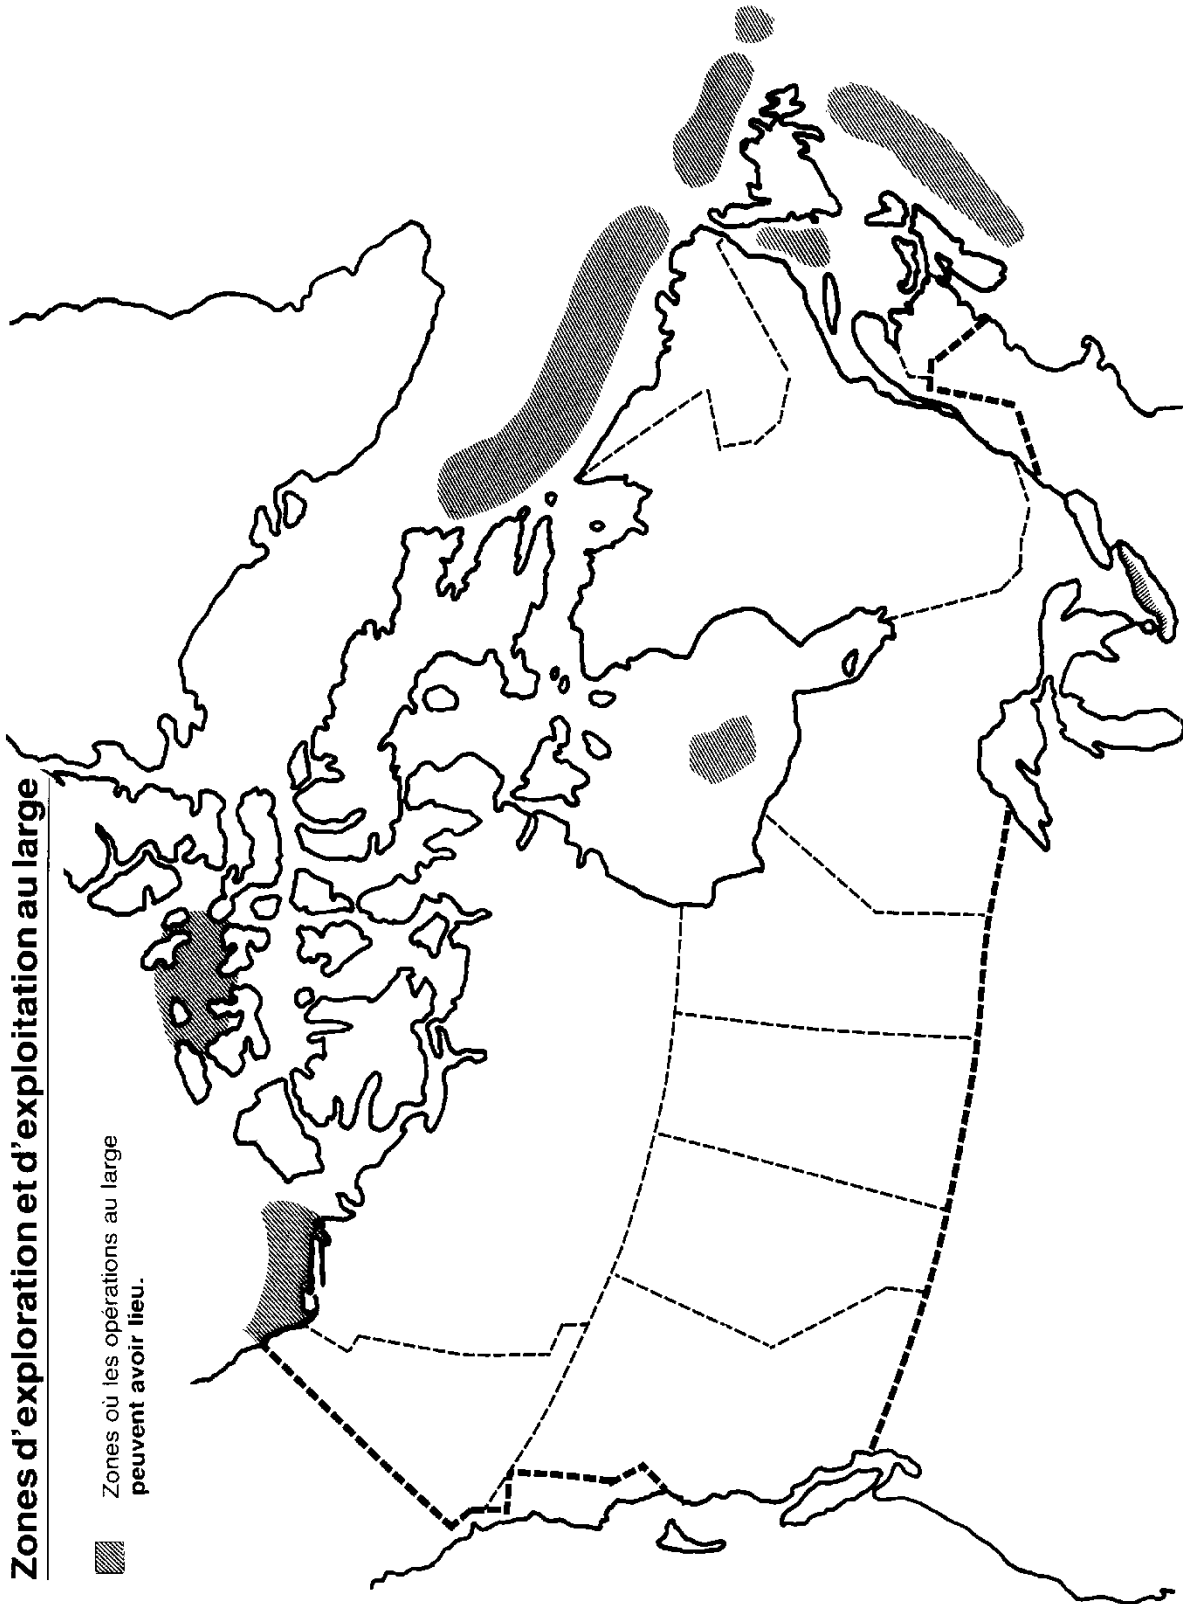 Zones d'exploration et d'exploitation au large
Zones où les opérations au large
peuvent avoir lieu.